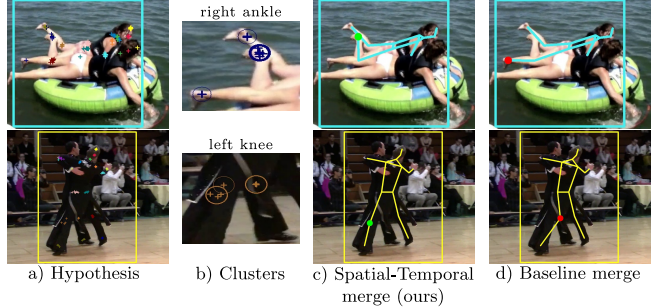 right ankle
left knee
a) Hypothesis
b) Clusters
c) Spatial-Temporal
merge (ours)
d) Baseline merge